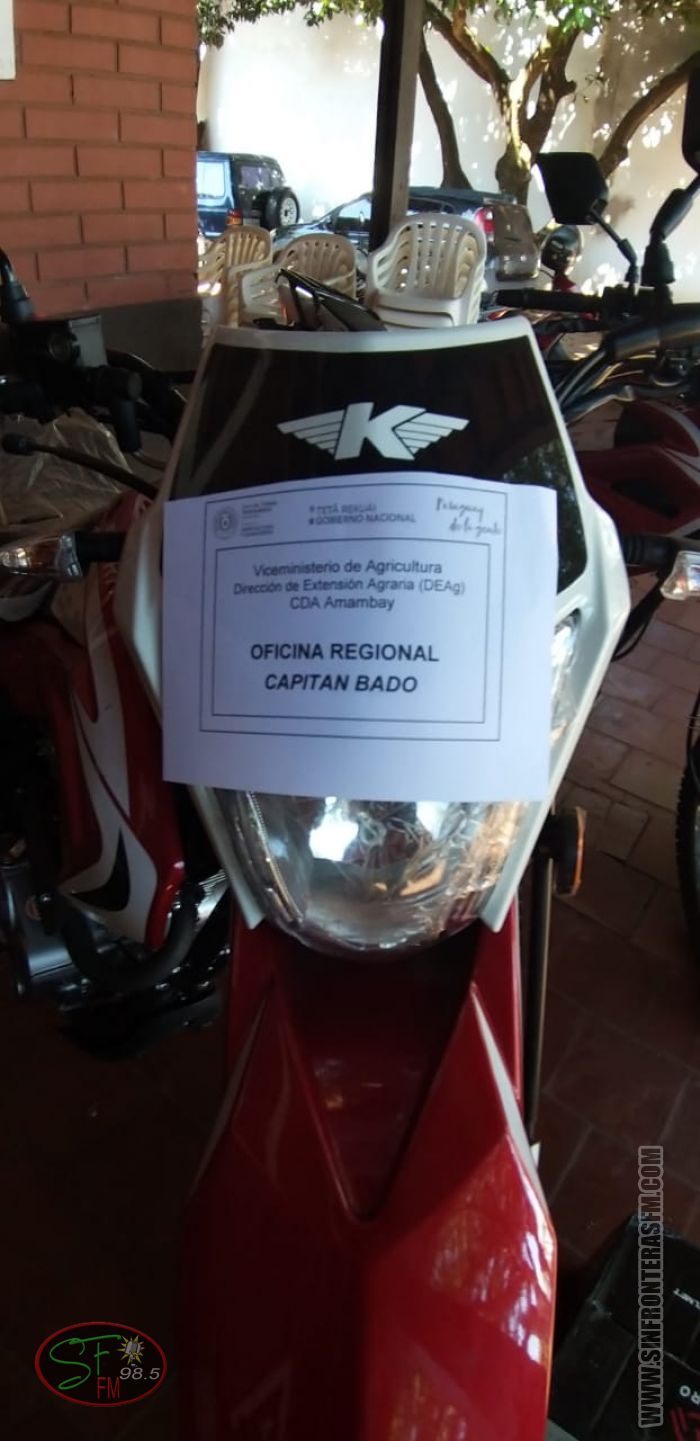 K
TETÃ REKUÁI
GOBIERNO NACIONAL
Paraguay
de la gente
Viceministerio de Agricultura
Dirección de Extensión Agraria (DEAg)
CDA Amambay
OFICINA REGIONAL
CAPITAN BADO
WWW.SINFRONTERASFM.COM
SF
FM
98.5